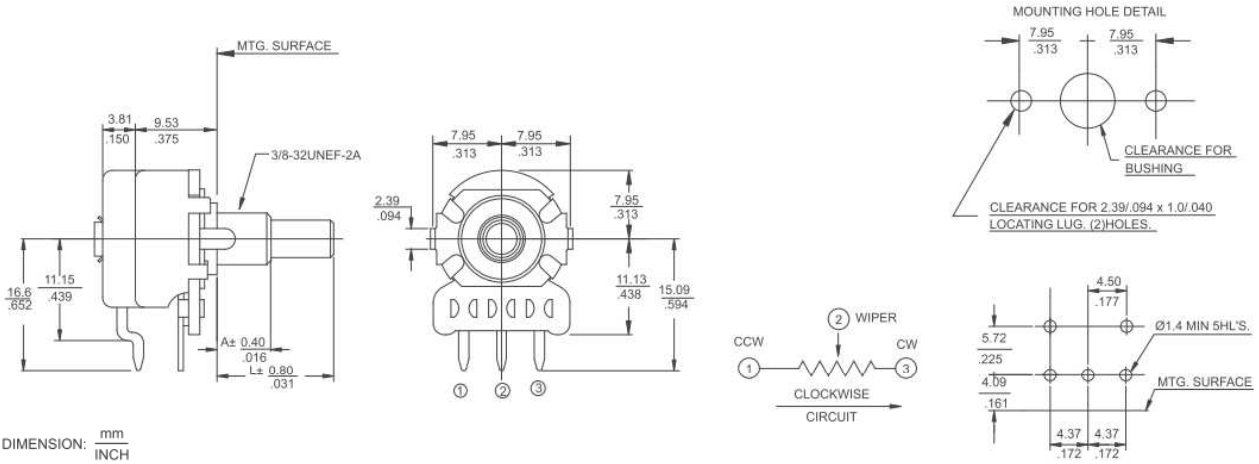 MTG. SURFACE
3.81
.150
9.53
.375
3/8-32UNEF-2A
16.6
.652
11.15
.439
A± 0.40
.016
L± 0.80
.031
7.95
.313
7.95
.313
2.39
.094
7.95
.313
11.13
.438
15.09
.594
1
2
3
CCW
1
2 WIPER
CW
3
CLOCKWISE
CIRCUIT
MOUNTING HOLE DETAIL
7.95
.313
7.95
.313
CLEARANCE FOR
BUSHING
CLEARANCE FOR 2.39/.094 x 1.0/.040
LOCATING LUG. (2)HOLES.
4.50
.177
Ø1.4 MIN 5HL'S.
5.72
.225
4.09
.161
MTG. SURFACE
4.37
.172
4.37
.172
DIMENSION: mm
INCH